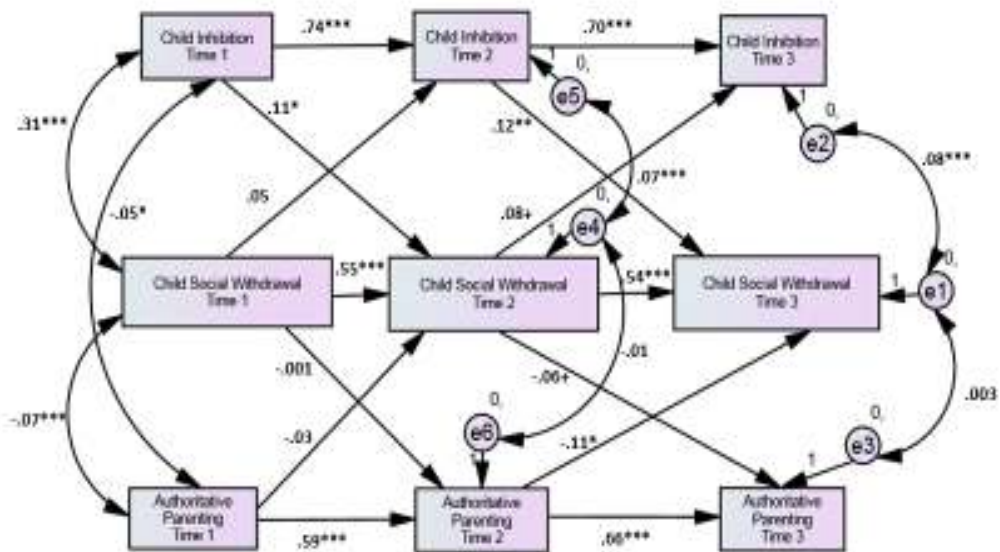 Child Inhibition
Time 1
.74***
Child Inhibition
Time 2
.70***
Child Inhibition
Time 3
1
0,
e5
1
0,
e2
.31***
.11*
.12**
.08***
-.05*
.05
.08+
.07***
0,
1
e4
Child Social Withdrawal
Time 1
.55***
Child Social Withdrawal
Time 2
.54***
Child Social Withdrawal
Time 3
1
0,
e1
-.001
-.06+
-.01
.003
-.07***
-.03
0,
e6
1
-.11*
0,
e3
1
Authoritative
Parenting
Time 1
.59***
Authoritative
Parenting
Time 2
.66***
Authoritative
Parenting
Time 3